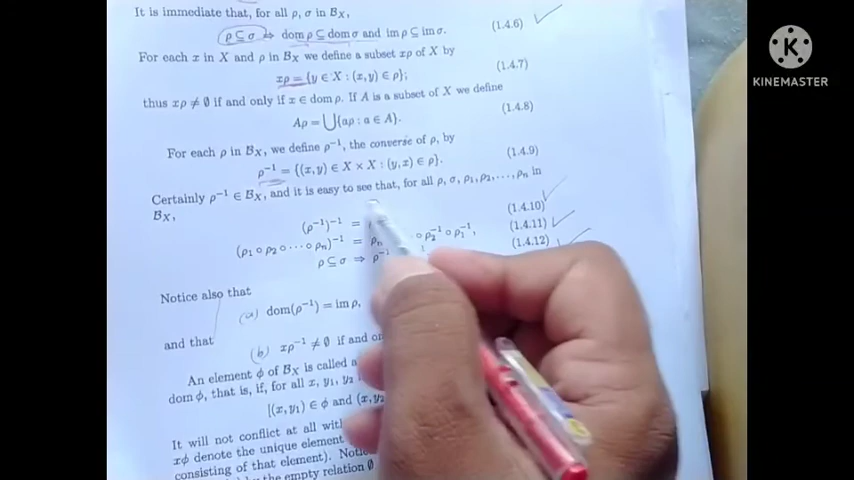 It is immediate that, for all ρ, σ in B_X,
ρ ⊆ σ ⇒ dom ρ ⊆ dom σ and im ρ ⊆ im σ. (1.4.6)
For each x in X and ρ in B_X we define a subset xρ of X by
xρ = {y ∈ X : (x, y) ∈ ρ}; (1.4.7)
thus xρ ≠ ∅ if and only if x ∈ dom ρ. If A is a subset of X we define
Aρ = ⋃{aρ : a ∈ A}. (1.4.8)
For each ρ in B_X, we define ρ⁻¹, the converse of ρ, by
ρ⁻¹ = {(x, y) ∈ X × X : (y, x) ∈ ρ}. (1.4.9)
Certainly ρ⁻¹ ∈ B_X, and it is easy to see that, for all ρ, σ, ρ₁, ρ₂, ..., ρₙ in
B_X,
(ρ⁻¹)⁻¹ = (1.4.10)
(ρ₁ ∘ ρ₂ ∘ ··· ∘ ρₙ)⁻¹ = ρₙ ∘ ρ₂⁻¹ ∘ ρ₁⁻¹, (1.4.11)
ρ ⊆ σ ⇒ ρ⁻¹ (1.4.12)
Notice also that
(a) dom(ρ⁻¹) = im ρ,
and that
(b) xρ⁻¹ ≠ ∅ if and
An element φ of B_X is called a
dom φ, that is, if, for all x, y₁, y₂
[(x, y₁) ∈ φ and (x, y₂
It will not conflict at all
xφ denote the unique element
consisting of that element).
the empty relation ∅
K
KINEMASTER